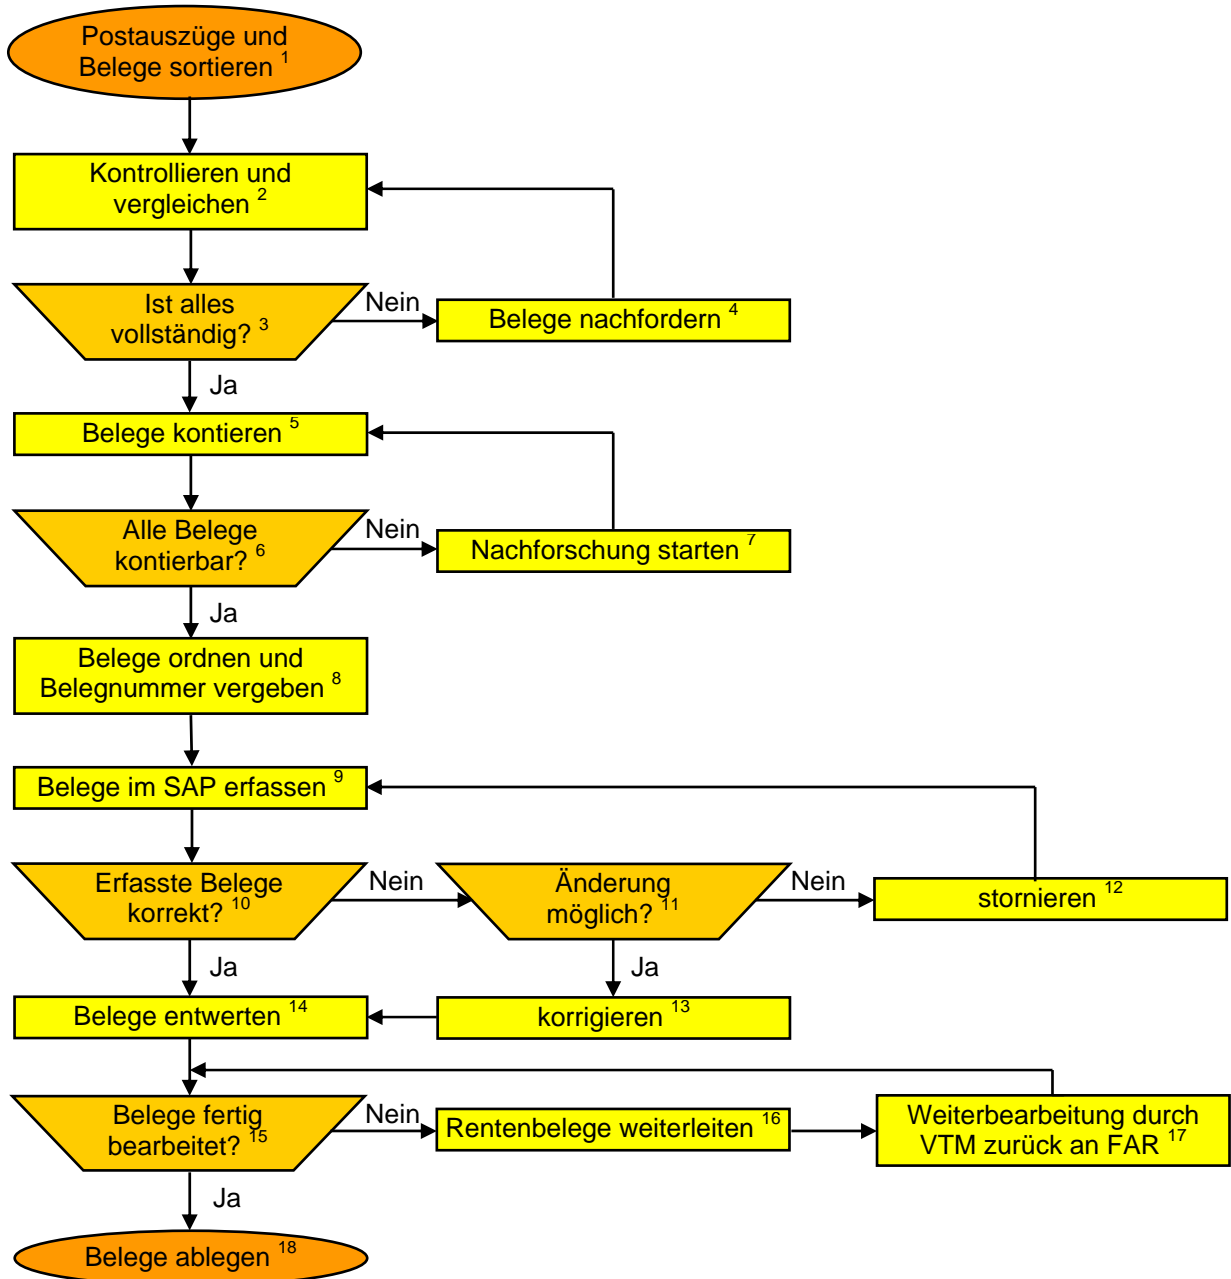 Postauszüge und
Belege sortieren 1
Kontrollieren und
vergleichen 2
Ist alles
vollständig? 3
Nein
Belege nachfordern 4
Ja
Belege kontieren 5
Alle Belege
kontierbar? 6
Nein
Nachforschung starten 7
Ja
Belege ordnen und
Belegnummer vergeben 8
Belege im SAP erfassen 9
Erfasste Belege
korrekt? 10
Nein
Änderung
möglich? 11
Nein
stornieren 12
Ja
Ja
Belege entwerten 14
korrigieren 13
Belege fertig
bearbeitet? 15
Nein
Rentenbelege weiterleiten 16
Weiterbearbeitung durch
VTM zurück an FAR 17
Ja
Belege ablegen 18